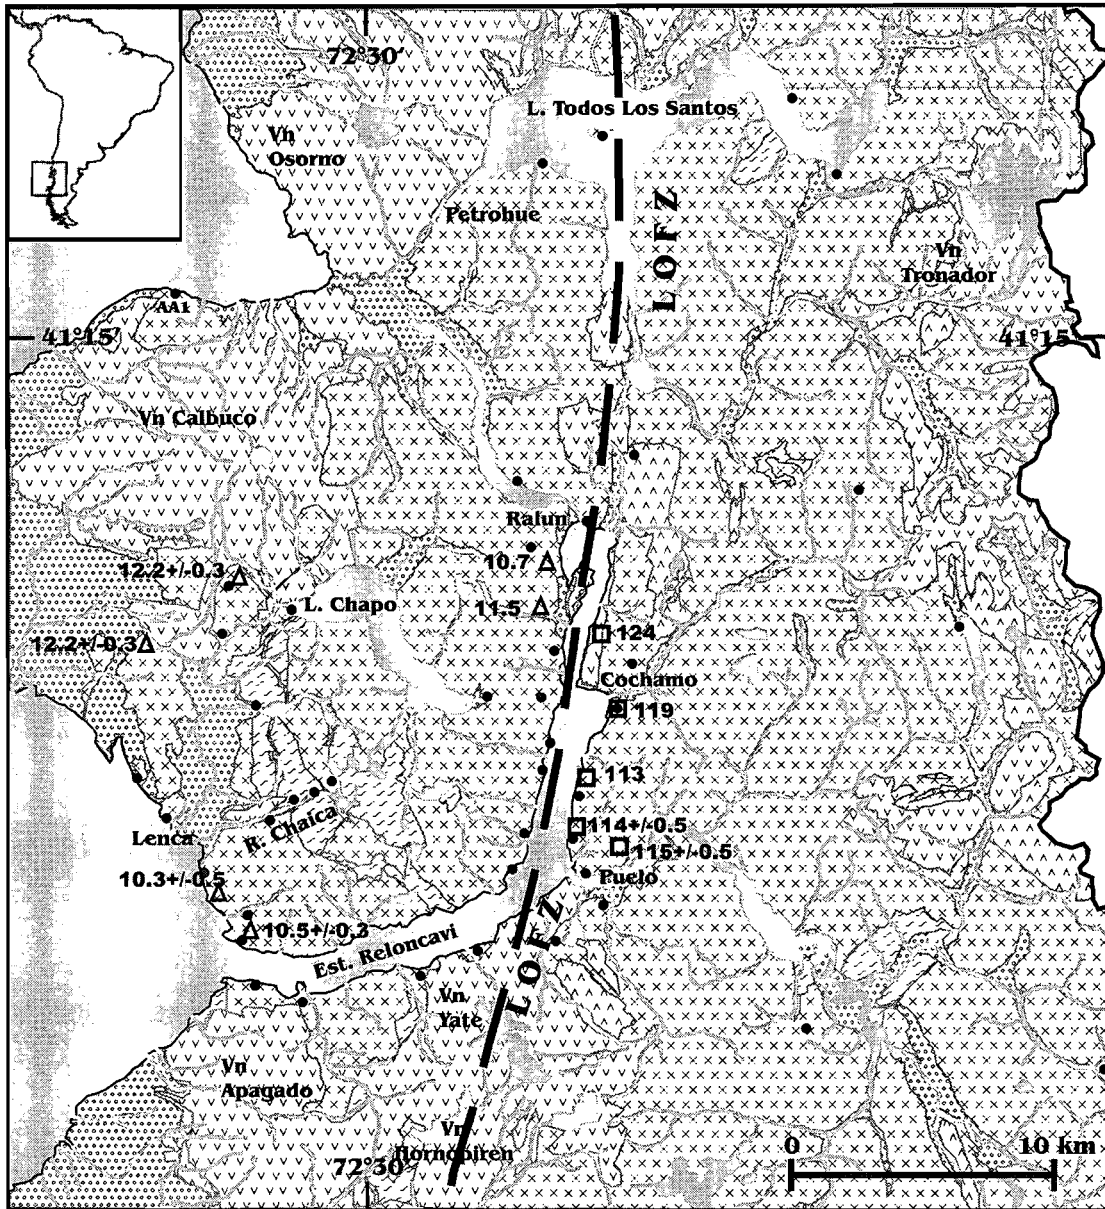 72°30´
L. Todos Los Santos
Vn
Osorno
LOFZ
Petrohue
Vn
Tronador
AA1
41°15´
41°15´
Vn Calbuco
Ralun
10.7
12.2+/-0.3
L. Chapo
11.5
124
12.2+/-0.3
Cochamo
119
113
R. Chaica
114+/-0.5
Lenca
115+/-0.5
Puelo
10.3+/-0.5
10.5+/-0.3
Est. Reloncavi
LOFZ
Vn
Yate
Vn
Apagado
Vn
Hornopiren
0 10 km
72°30´